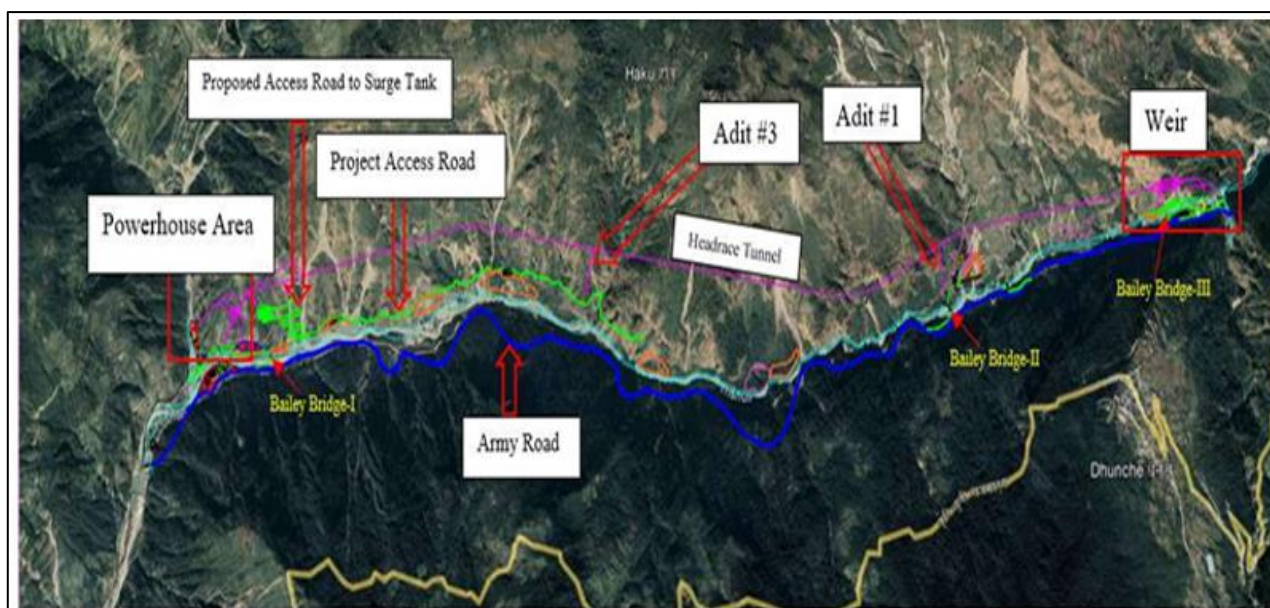 Haku
Proposed Access Road to Surge Tank
Adit #3
Adit #1
Weir
Project Access Road
Powerhouse Area
Headrace Tunnel
Bailey Bridge-III
Bailey Bridge-II
Bailey Bridge-I
Army Road
Dhunche